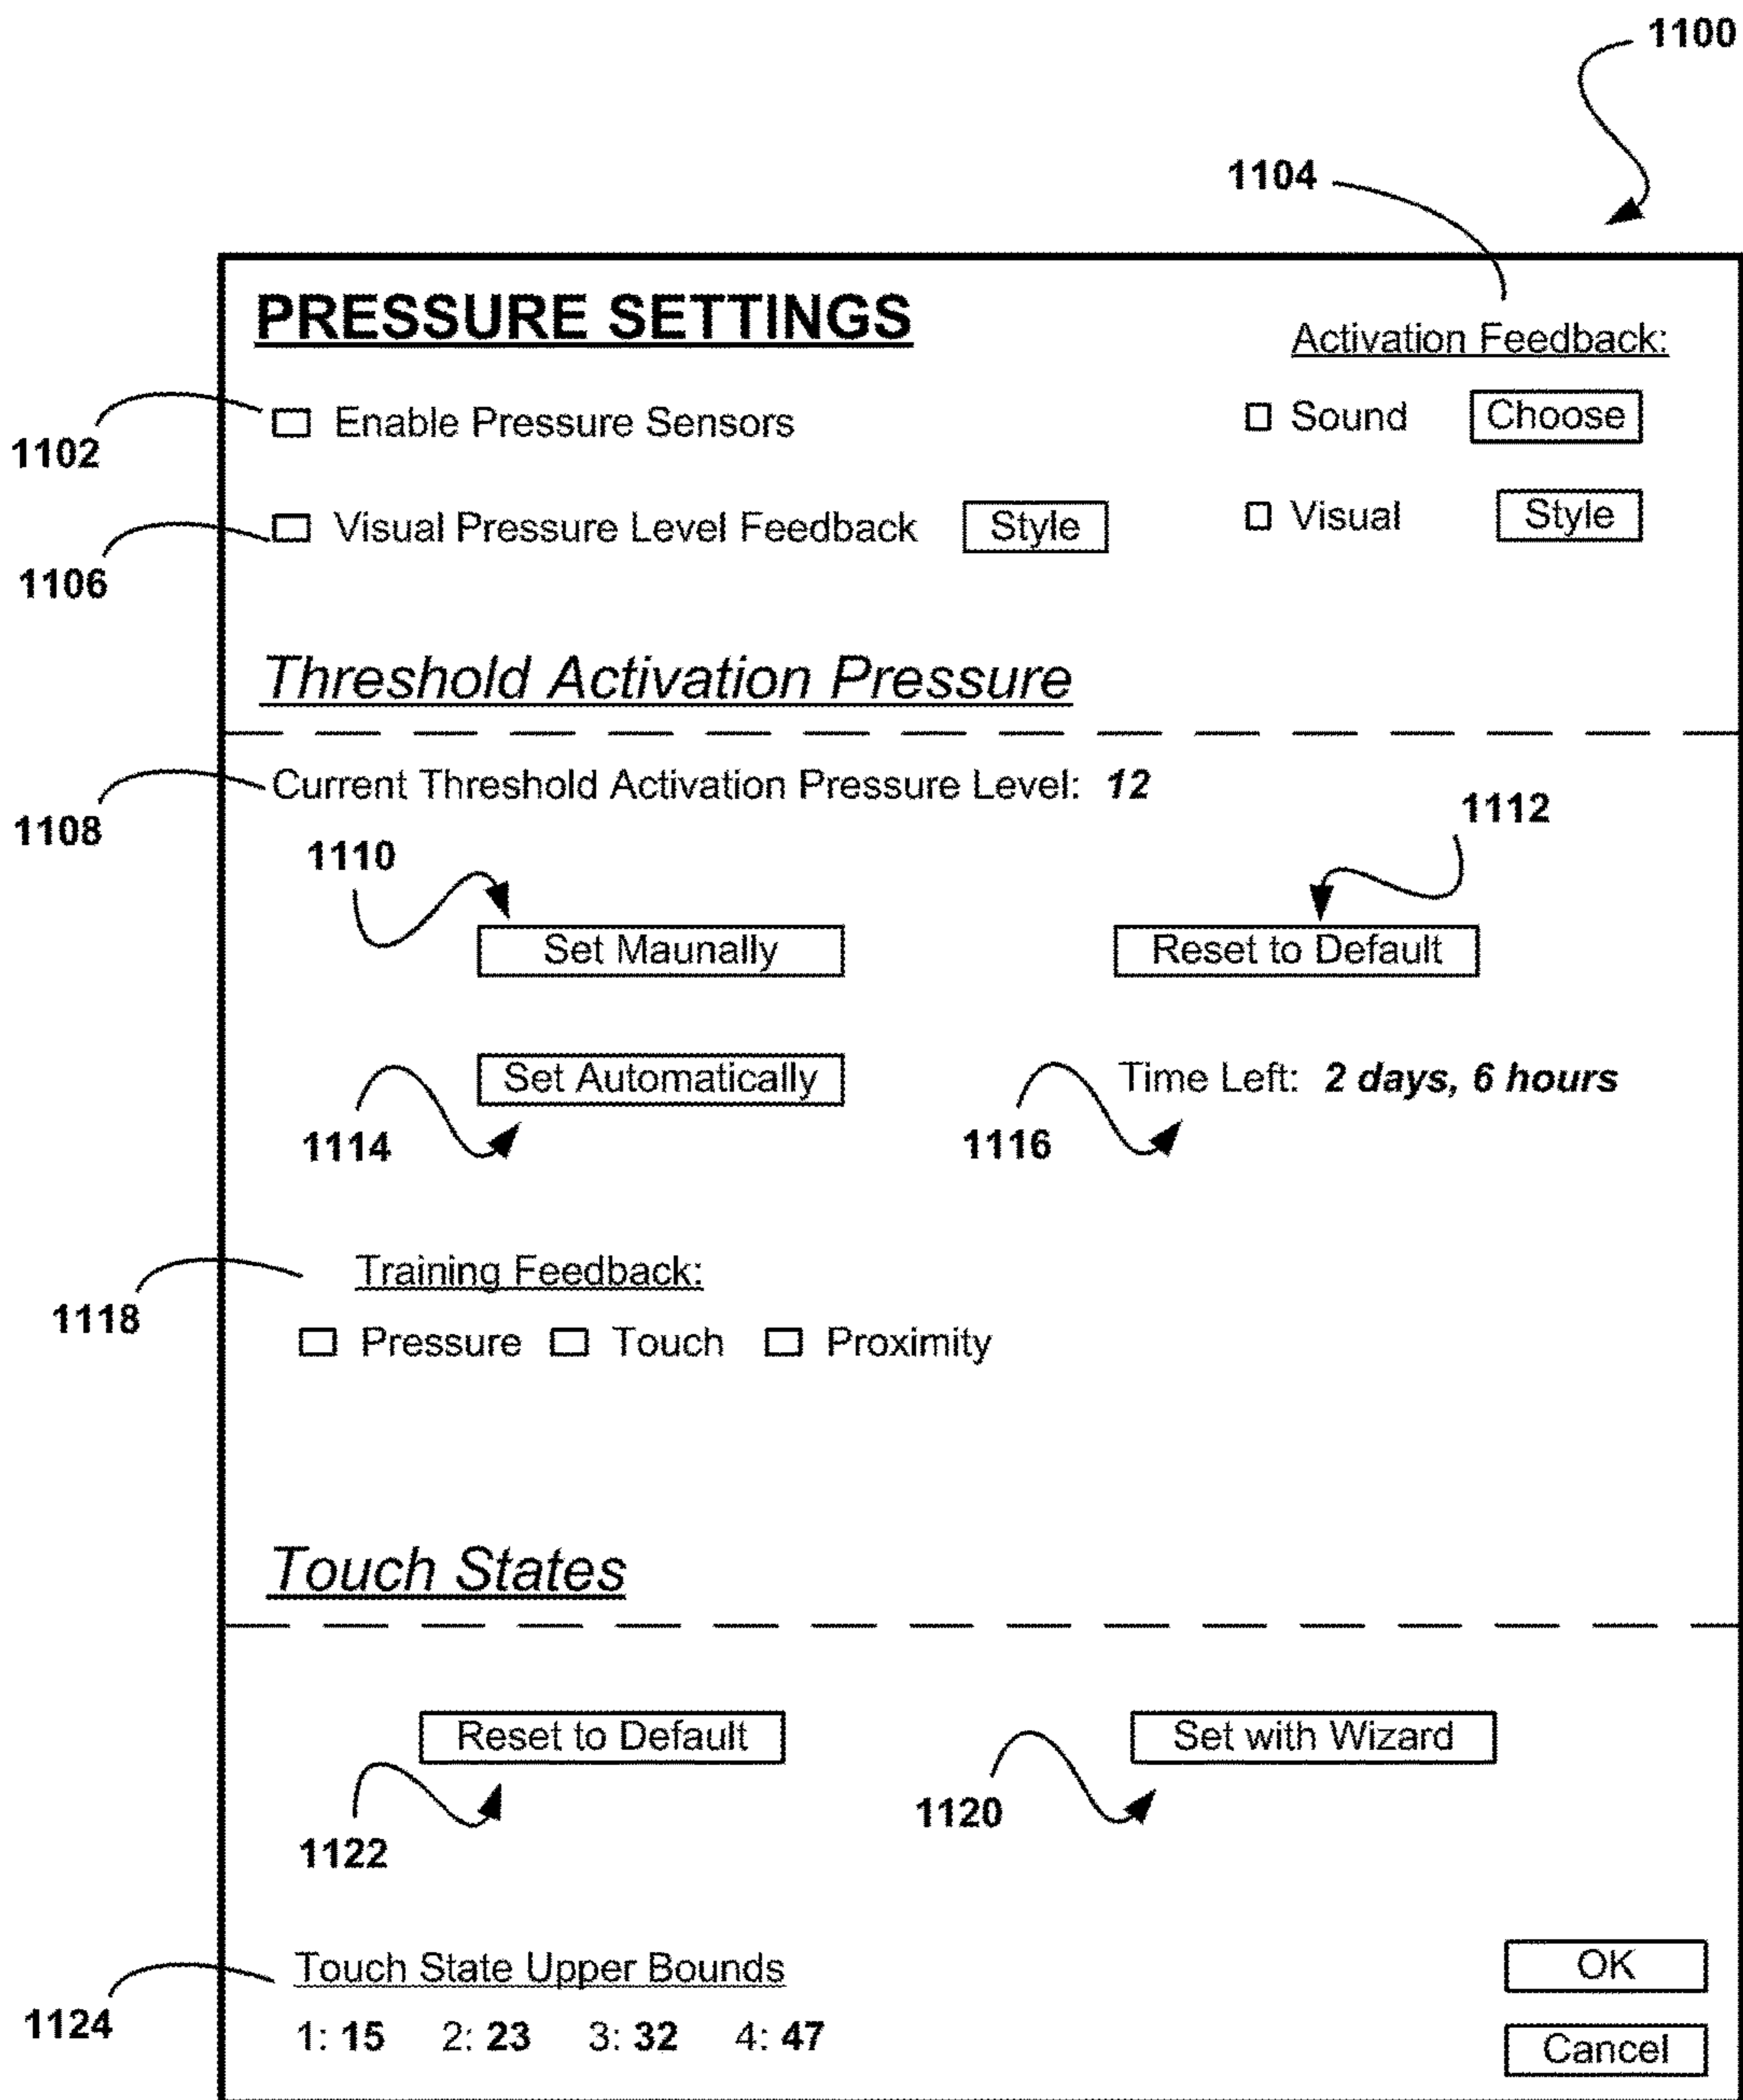 1100
1104
PRESSURE SETTINGS
Activation Feedback:
1102
Enable Pressure Sensors
Sound Choose
1106
Visual Pressure Level Feedback Style
Visual Style
Threshold Activation Pressure
1108
Current Threshold Activation Pressure Level: 12
1110
1112
Set Maunally
Reset to Default
Set Automatically
Time Left: 2 days, 6 hours
1114
1116
1118
Training Feedback:
Pressure Touch Proximity
Touch States
Reset to Default
Set with Wizard
1122
1120
1124
Touch State Upper Bounds
1: 15 2: 23 3: 32 4: 47
OK
Cancel